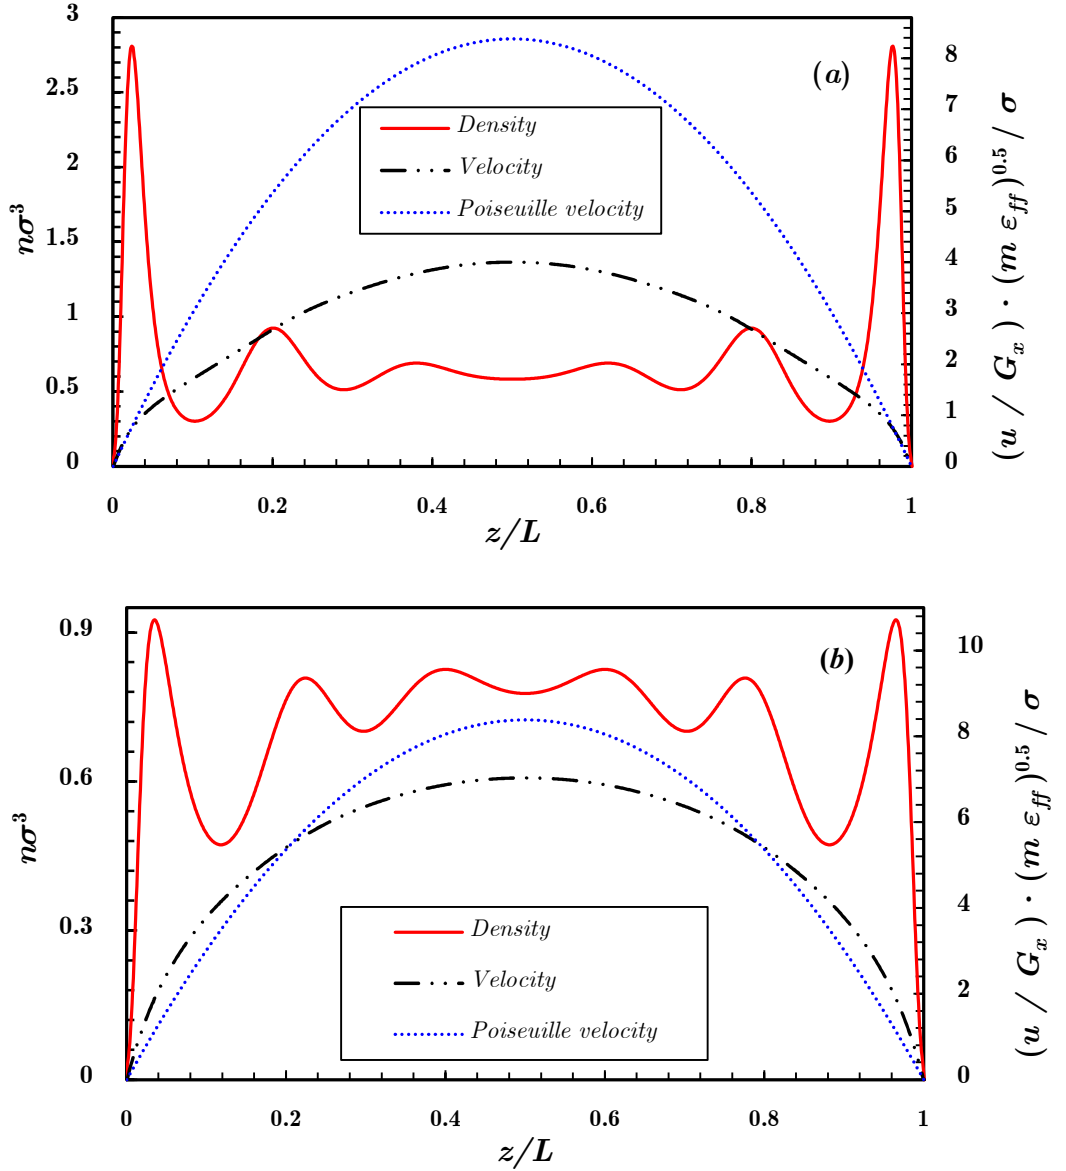 3
2.5
2
1.5
1
0.5
0
nσ³
(a)
Density
Velocity
Poiseuille velocity
8
7
6
5
4
3
2
1
0
(u / Gₓ) · (m ε_ff)^0.5 / σ
0 0.2 0.4 0.6 0.8 1
z/L
0.9
0.6
0.3
0
nσ³
(b)
Density
Velocity
Poiseuille velocity
10
8
6
4
2
0
(u / Gₓ) · (m ε_ff)^0.5 / σ
0 0.2 0.4 0.6 0.8 1
z/L